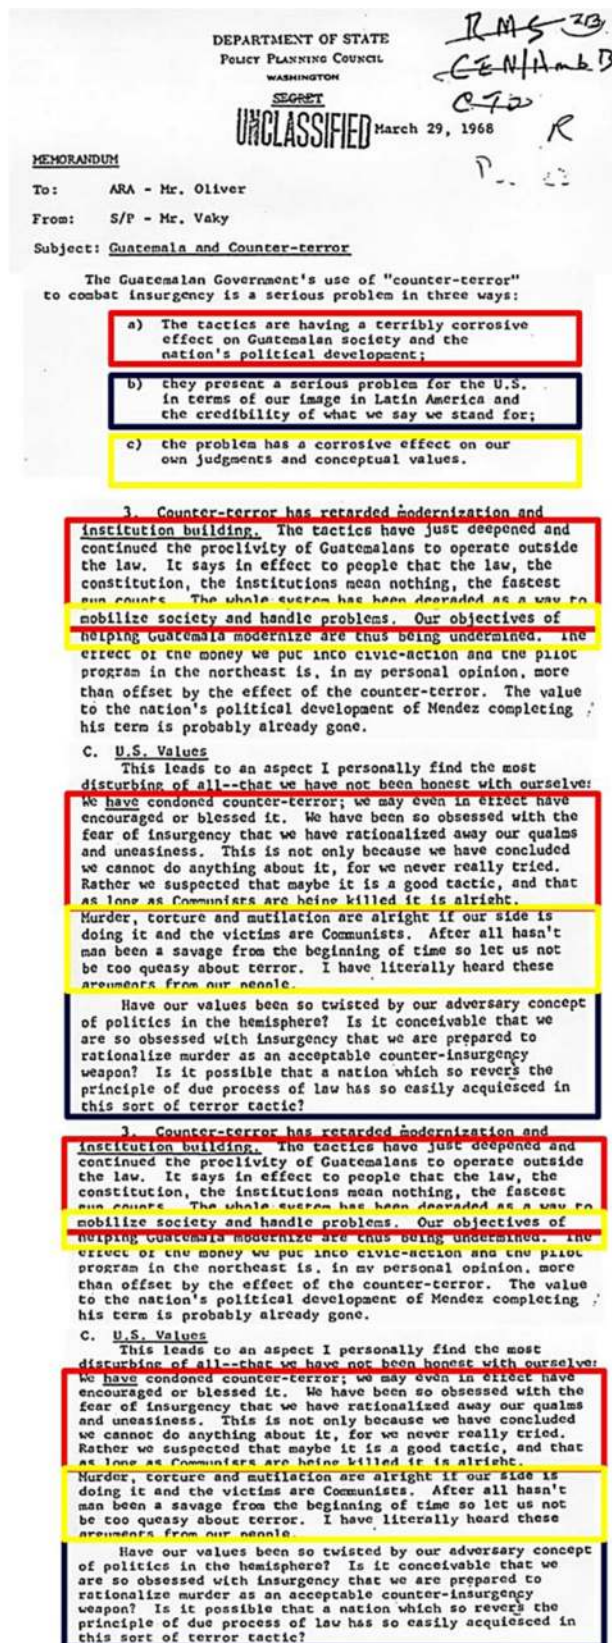 RMS
CEN/Amb
DEPARTMENT OF STATE
POLICY PLANNING COUNCIL
WASHINGTON
SECRET
UNCLASSIFIED March 29, 1968
R
MEMORANDUM
To: ARA - Mr. Oliver
From: S/P - Mr. Vaky
Subject: Guatemala and Counter-terror
The Guatemalan Government's use of "counter-terror"
to combat insurgency is a serious problem in three ways:
a) The tactics are having a terribly corrosive
effect on Guatemalan society and the
nation's political development;
b) they present a serious problem for the U.S.
in terms of our image in Latin America and
the credibility of what we say we stand for;
c) the problem has a corrosive effect on our
own judgments and conceptual values.
3. Counter-terror has retarded modernization and
institution building. The tactics have just deepened and
continued the proclivity of Guatemalans to operate outside
the law. It says in effect to people that the law, the
constitution, the institutions mean nothing, the fastest
gun counts. The whole system has been degraded as a way to
mobilize society and handle problems. Our objectives of
helping Guatemala modernize are thus being undermined. The
effect of the money we put into civic-action and the pilot
program in the northeast is, in my personal opinion, more
than offset by the effect of the counter-terror. The value
to the nation's political development of Mendez completing
his term is probably already gone.
C. U.S. Values
This leads to an aspect I personally find the most
disturbing of all--that we have not been honest with ourselves
We have condoned counter-terror; we may even in effect have
encouraged or blessed it. We have been so obsessed with the
fear of insurgency that we have rationalized away our qualms
and uneasiness. This is not only because we have concluded
we cannot do anything about it, for we never really tried.
Rather we suspected that maybe it is a good tactic, and that
as long as Communists are being killed it is alright.
Murder, torture and mutilation are alright if our side is
doing it and the victims are Communists. After all hasn't
man been a savage from the beginning of time so let us not
be too queasy about terror. I have literally heard these
arguments from our people.
Have our values been so twisted by our adversary concept
of politics in the hemisphere? Is it conceivable that we
are so obsessed with insurgency that we are prepared to
rationalize murder as an acceptable counter-insurgency
weapon? Is it possible that a nation which so revers the
principle of due process of law has so easily acquiesced in
this sort of terror tactic?
3. Counter-terror has retarded modernization and
institution building. The tactics have just deepened and
continued the proclivity of Guatemalans to operate outside
the law. It says in effect to people that the law, the
constitution, the institutions mean nothing, the fastest
gun counts. The whole system has been degraded as a way to
mobilize society and handle problems. Our objectives of
helping Guatemala modernize are thus being undermined. The
effect of the money we put into civic-action and the pilot
program in the northeast is, in my personal opinion, more
than offset by the effect of the counter-terror. The value
to the nation's political development of Mendez completing
his term is probably already gone.
C. U.S. Values
This leads to an aspect I personally find the most
disturbing of all--that we have not been honest with ourselves
We have condoned counter-terror; we may even in effect have
encouraged or blessed it. We have been so obsessed with the
fear of insurgency that we have rationalized away our qualms
and uneasiness. This is not only because we have concluded
we cannot do anything about it, for we never really tried.
Rather we suspected that maybe it is a good tactic, and that
as long as Communists are being killed it is alright.
Murder, torture and mutilation are alright if our side is
doing it and the victims are Communists. After all hasn't
man been a savage from the beginning of time so let us not
be too queasy about terror. I have literally heard these
arguments from our people.
Have our values been so twisted by our adversary concept
of politics in the hemisphere? Is it conceivable that we
are so obsessed with insurgency that we are prepared to
rationalize murder as an acceptable counter-insurgency
weapon? Is it possible that a nation which so revers the
principle of due process of law has so easily acquiesced in
this sort of terror tactic?